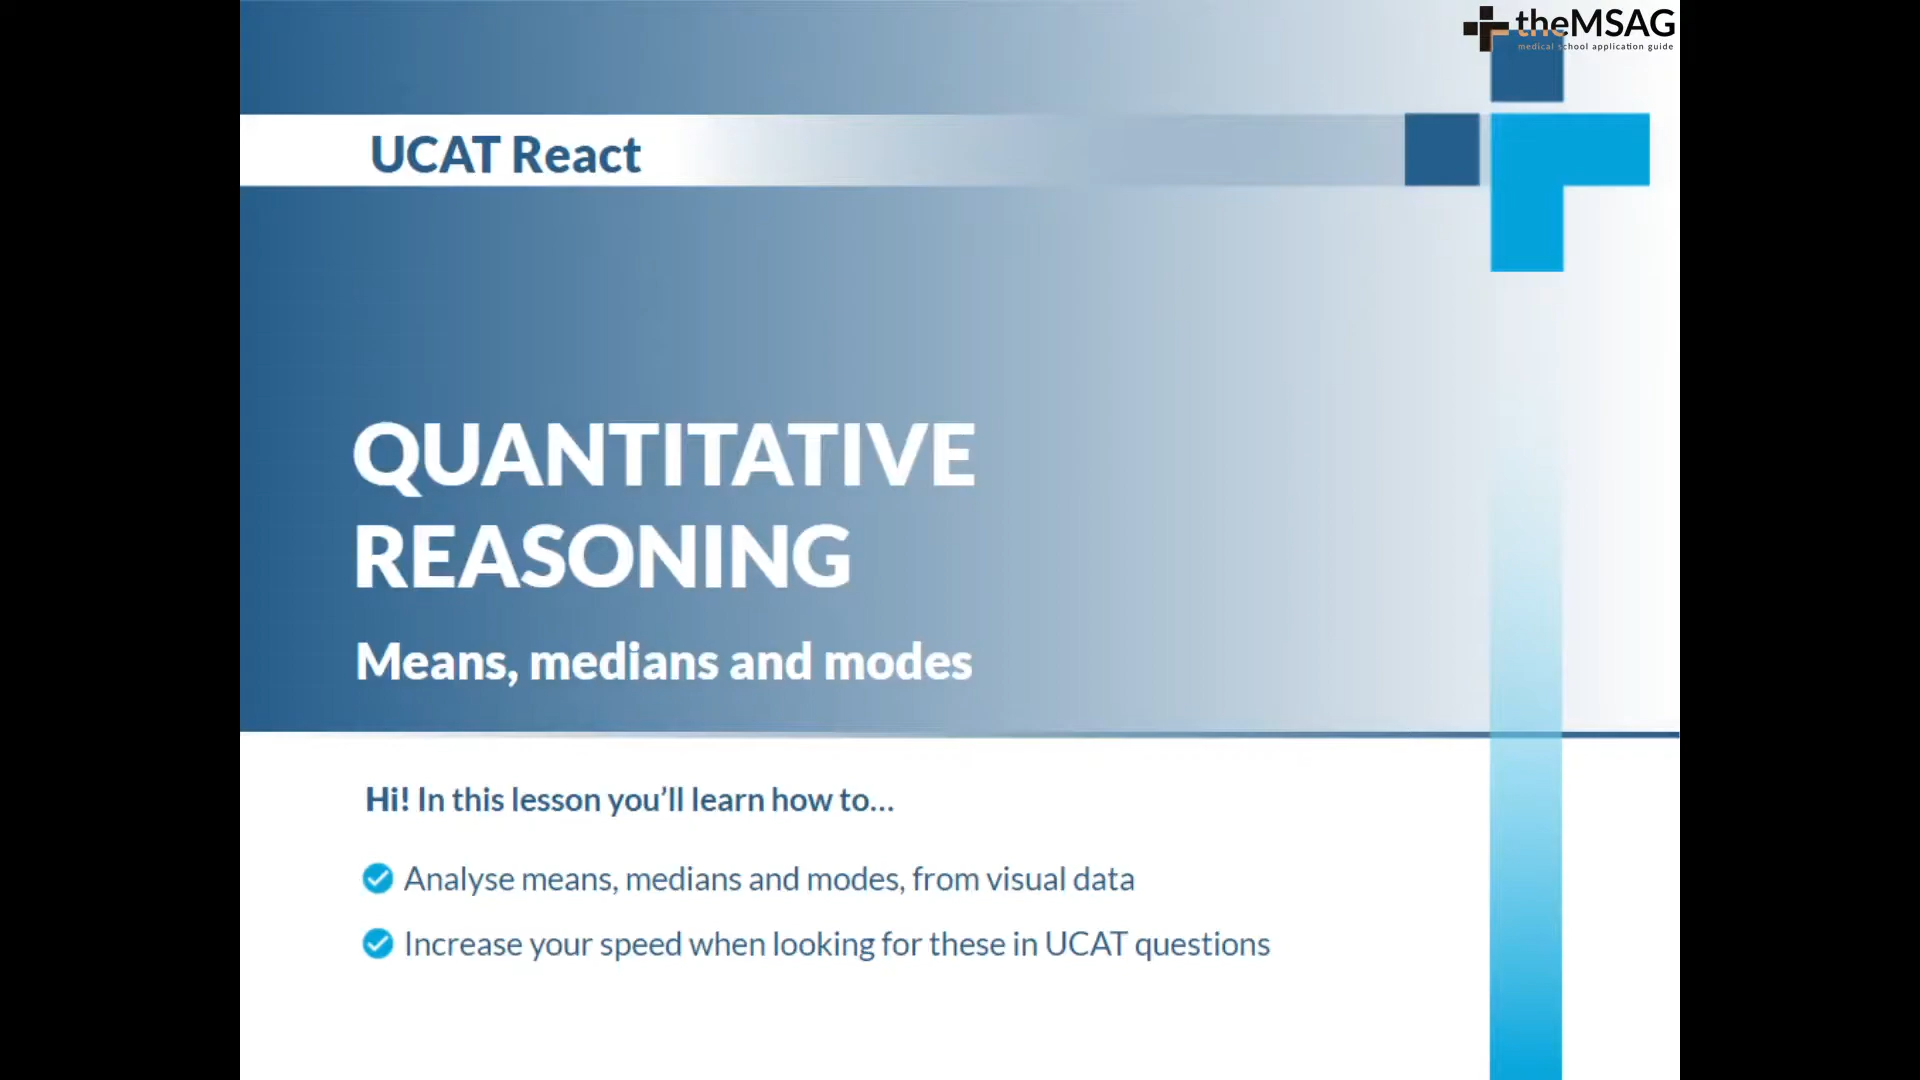 theMSAG
medical school application guide
UCAT React
QUANTITATIVE
REASONING
Means, medians and modes
Hi! In this lesson you’ll learn how to…
Analyse means, medians and modes, from visual data
Increase your speed when looking for these in UCAT questions